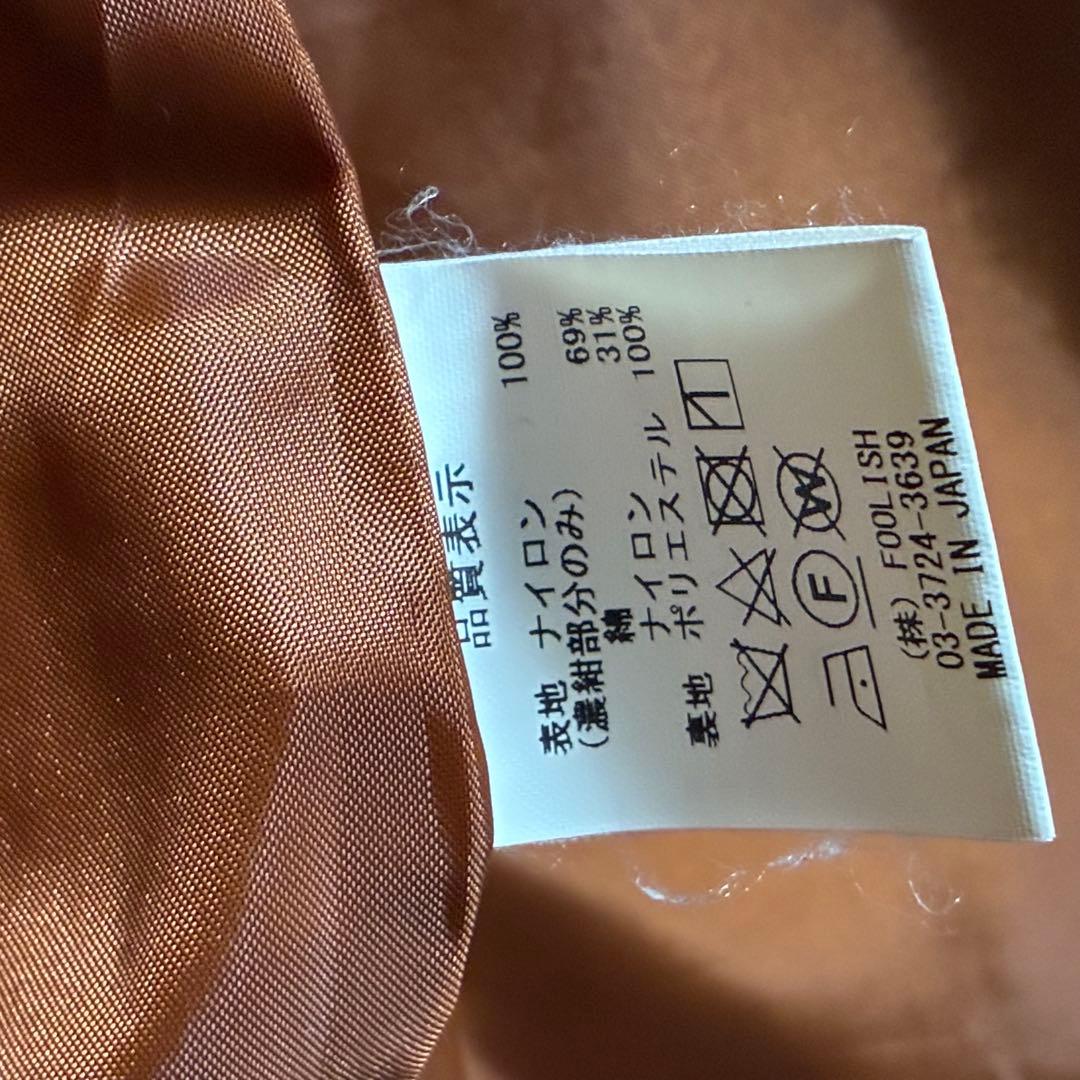 品質表示
表地 ナイロン 100%
(濃紺部分のみ)
綿 69%
ナイロン 31%
裏地 ポリエステル 100%
F W
(株) FOOLISH
03-3724-3639
MADE IN JAPAN